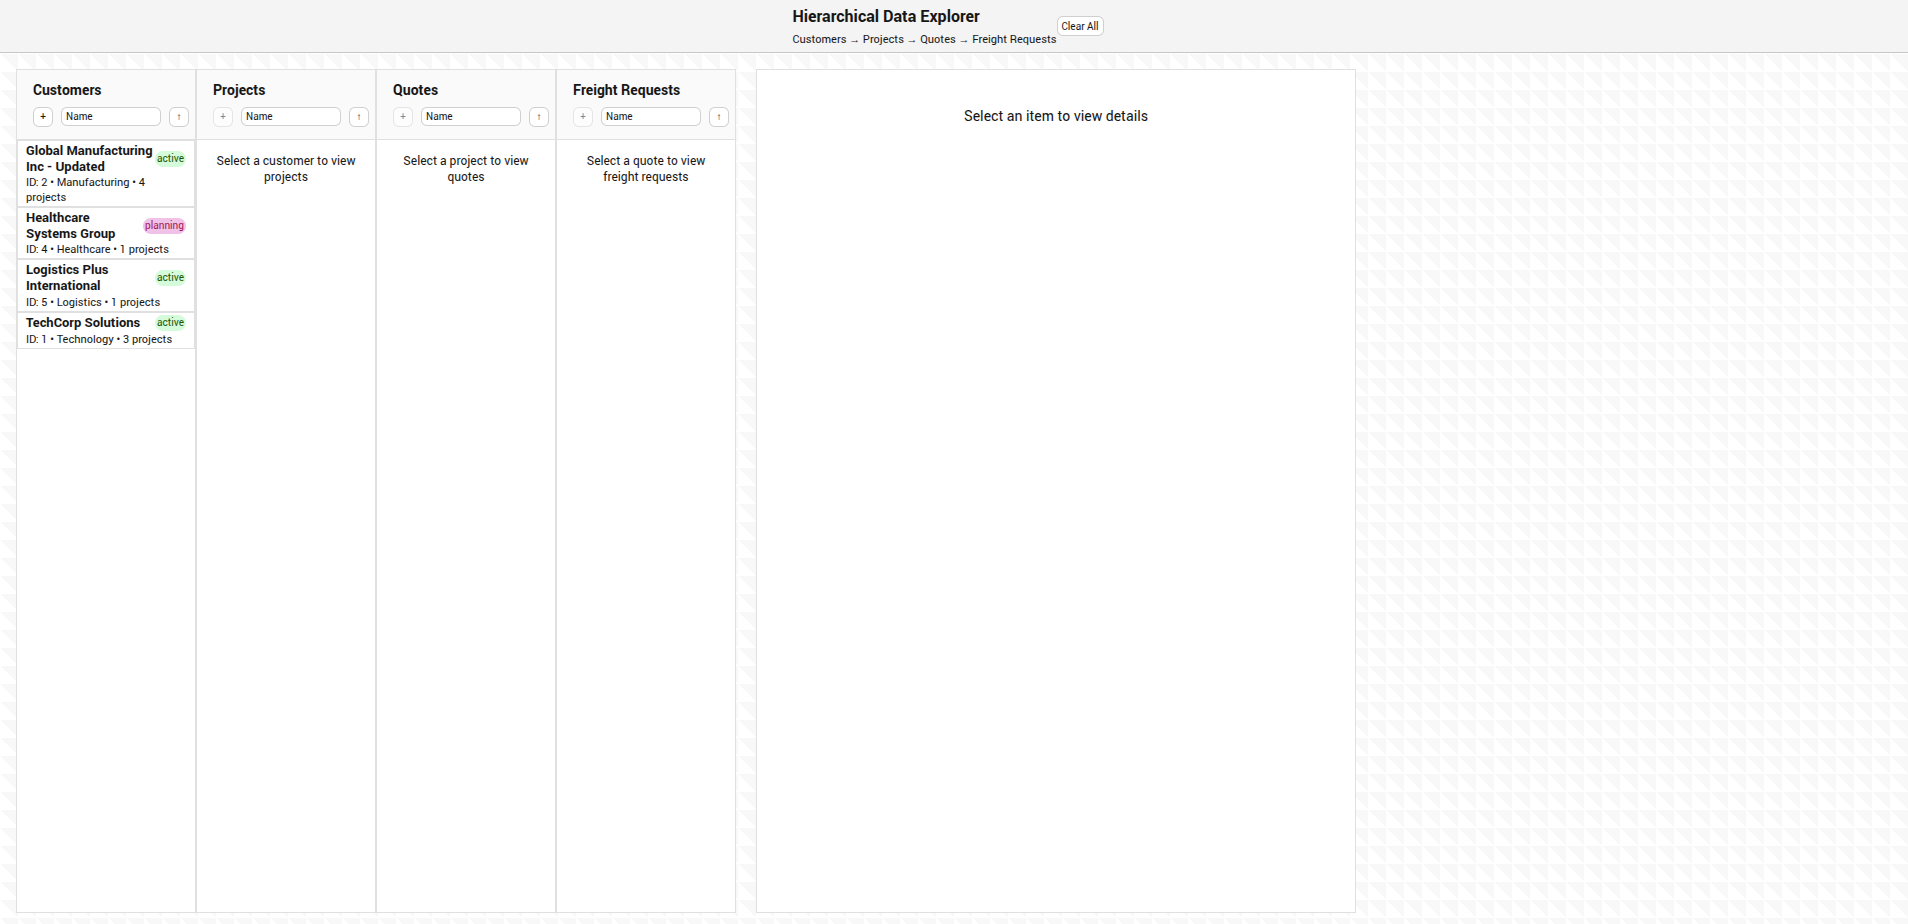 Hierarchical Data Explorer
Customers → Projects → Quotes → Freight Requests
Clear All
Customers
+ Name ↑
Global Manufacturing
Inc - Updated
active
ID: 2 • Manufacturing • 4
projects
Healthcare
Systems Group
planning
ID: 4 • Healthcare • 1 projects
Logistics Plus
International
active
ID: 5 • Logistics • 1 projects
TechCorp Solutions
active
ID: 1 • Technology • 3 projects
Projects
+ Name ↑
Select a customer to view
projects
Quotes
+ Name ↑
Select a project to view
quotes
Freight Requests
+ Name ↑
Select a quote to view
freight requests
Select an item to view details